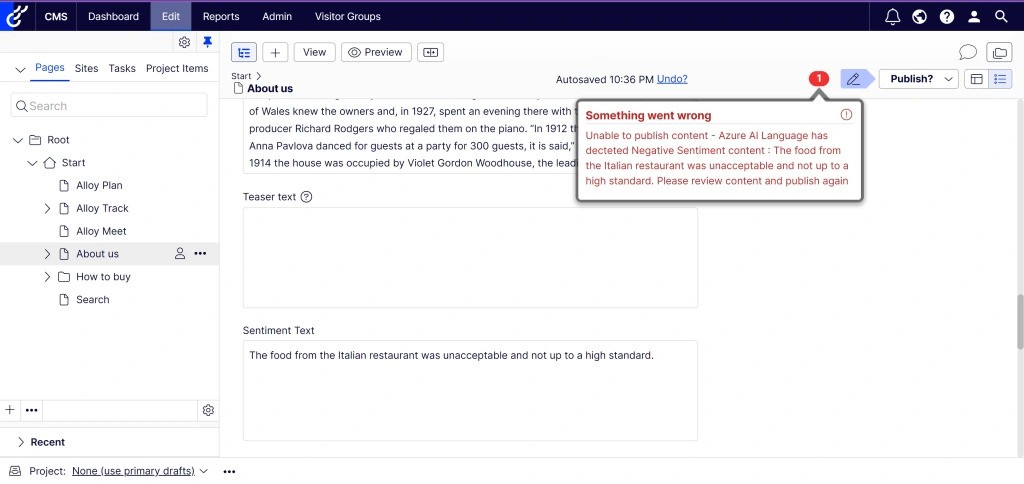 CMS Dashboard Edit Reports Admin Visitor Groups
Pages Sites Tasks Project Items
Search
Root
Start
Alloy Plan
Alloy Track
Alloy Meet
About us
How to buy
Search
Recent
Project: None (use primary drafts)
View Preview
Start
About us
Autosaved 10:36 PM Undo?
1
Publish?
of Wales knew the owners and, in 1927, spent an evening there with
producer Richard Rodgers who regaled them on the piano. “In 1912 th
Anna Pavlova danced for guests at a party for 300 guests, it is said,”
1914 the house was occupied by Violet Gordon Woodhouse, the lead
Something went wrong
Unable to publish content - Azure AI Language has
decteted Negative Sentiment content : The food from
the Italian restaurant was unacceptable and not up to a
high standard. Please review content and publish again
Teaser text
Sentiment Text
The food from the Italian restaurant was unacceptable and not up to a high standard.